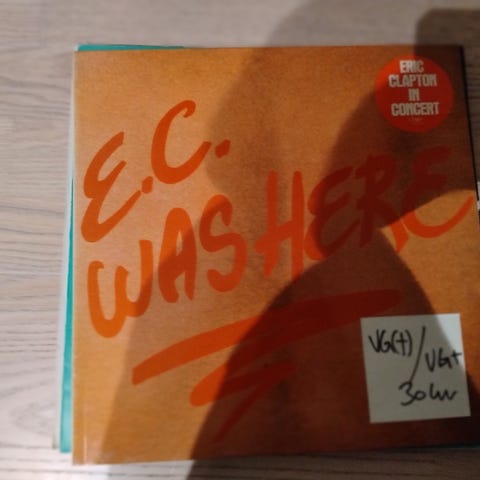 ERIC
CLAPTON
IN
CONCERT
E.C.
WAS HERE
VG(+)/VG+
30kr